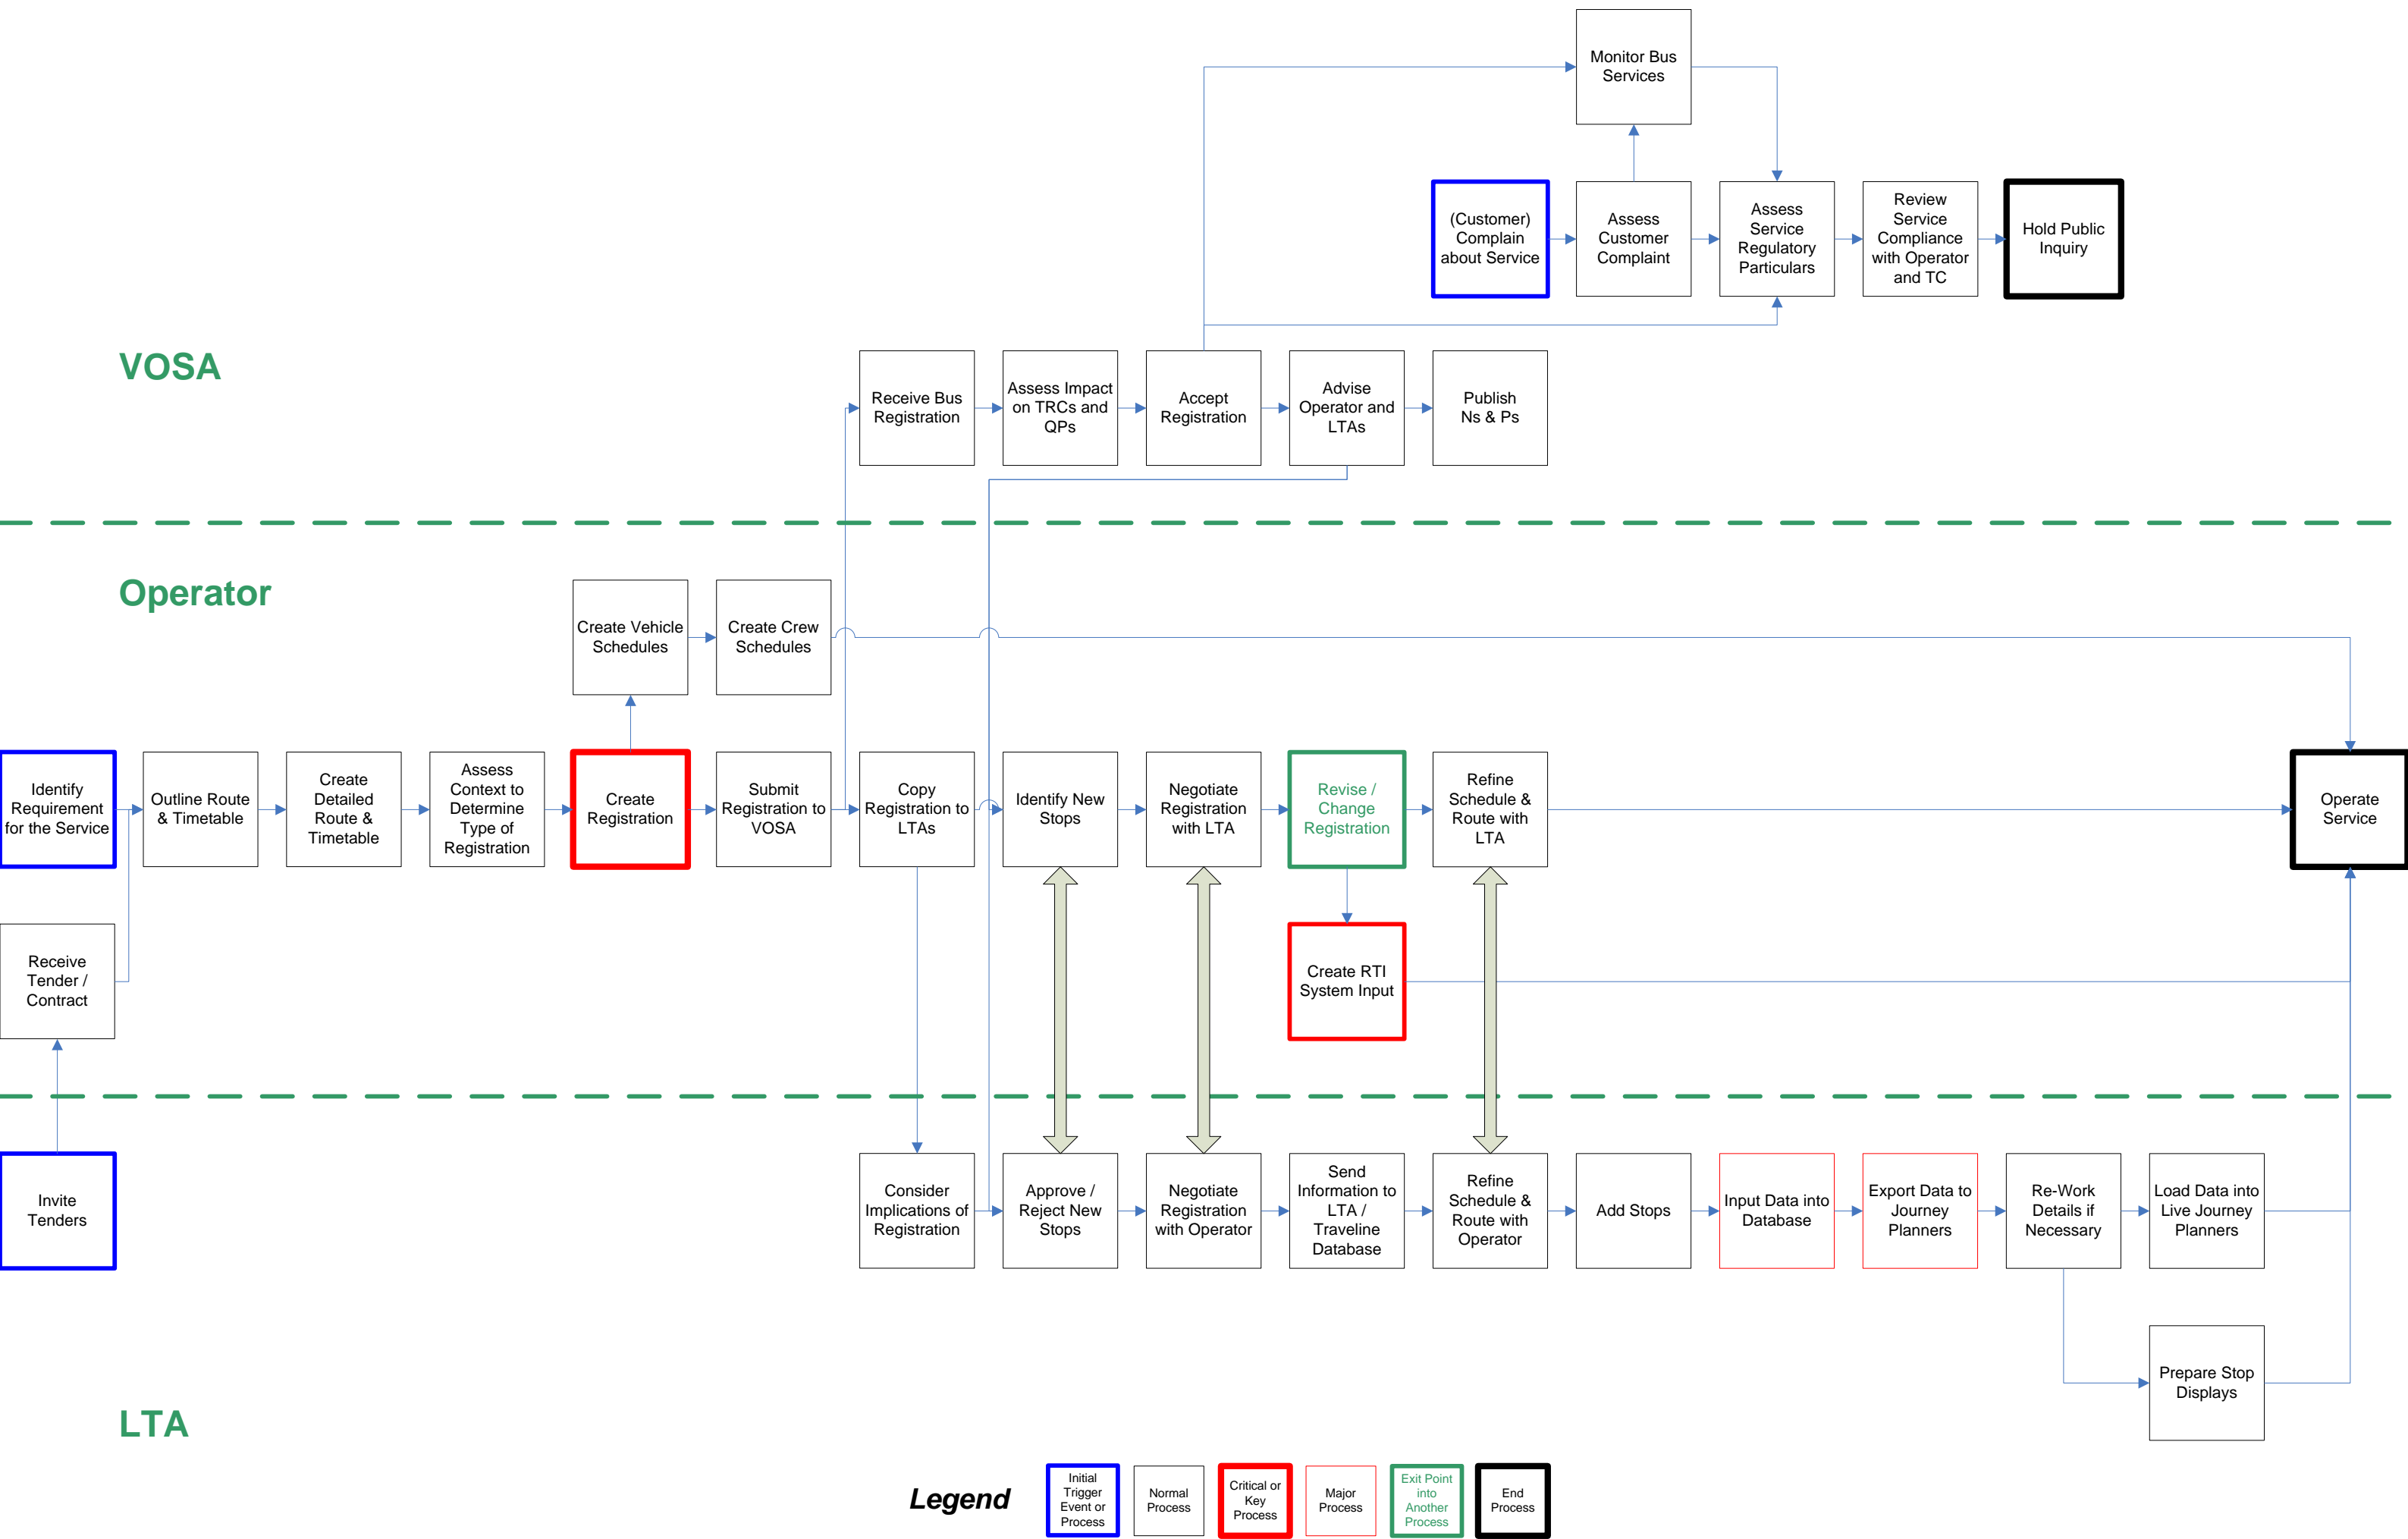 Monitor Bus
Services
(Customer)
Complain
about Service
Assess
Customer
Complaint
Assess
Service
Regulatory
Particulars
Review
Service
Compliance
with Operator
and TC
Hold Public
Inquiry
VOSA
Receive Bus
Registration
Assess Impact
on TRCs and
QPs
Accept
Registration
Advise
Operator and
LTAs
Publish
Ns & Ps
Operator
Create Vehicle
Schedules
Create Crew
Schedules
Identify
Requirement
for the Service
Outline Route
& Timetable
Create
Detailed
Route &
Timetable
Assess
Context to
Determine
Type of
Registration
Create
Registration
Submit
Registration to
VOSA
Copy
Registration to
LTAs
Identify New
Stops
Negotiate
Registration
with LTA
Revise /
Change
Registration
Refine
Schedule &
Route with
LTA
Operate
Service
Receive
Tender /
Contract
Create RTI
System Input
Invite
Tenders
Consider
Implications of
Registration
Approve /
Reject New
Stops
Negotiate
Registration
with Operator
Send
Information to
LTA /
Traveline
Database
Refine
Schedule &
Route with
Operator
Add Stops
Input Data into
Database
Export Data to
Journey
Planners
Re-Work
Details if
Necessary
Load Data into
Live Journey
Planners
Prepare Stop
Displays
LTA
Legend
Initial
Trigger
Event or
Process
Normal
Process
Critical or
Key
Process
Major
Process
Exit Point
into
Another
Process
End
Process